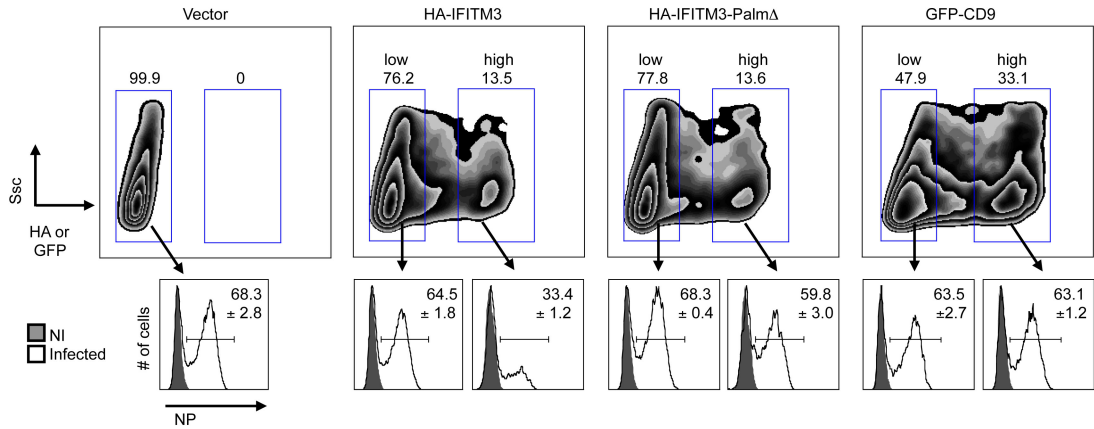 Vector
HA-IFITM3
HA-IFITM3-PalmΔ
GFP-CD9
99.9
0
low
76.2
high
13.5
low
77.8
high
13.6
low
47.9
high
33.1
Ssc
HA or
GFP
NI
Infected
# of cells
NP
68.3
± 2.8
64.5
± 1.8
33.4
± 1.2
68.3
± 0.4
59.8
± 3.0
63.5
±2.7
63.1
±1.2